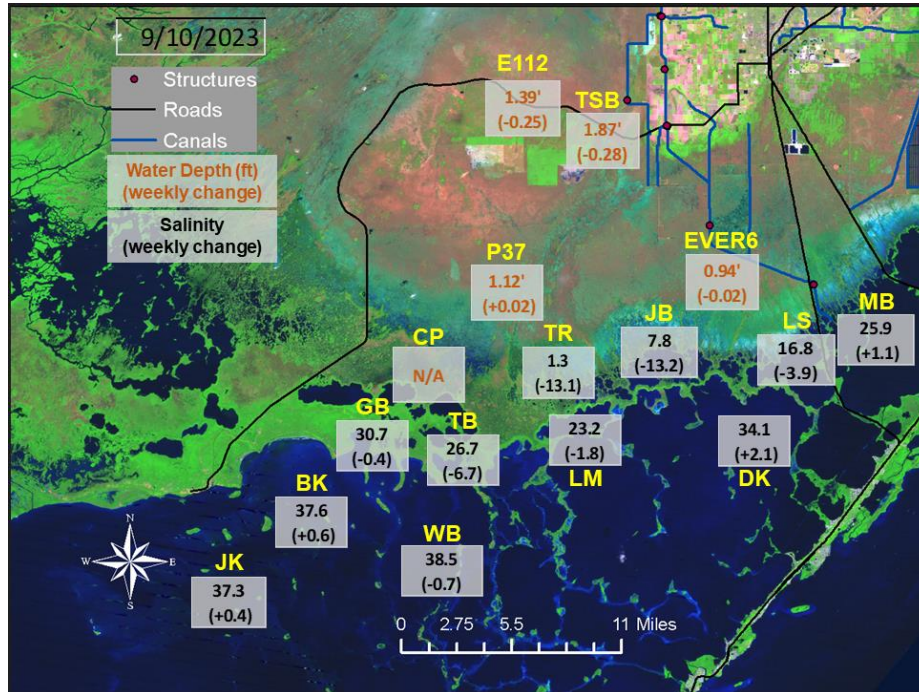 9/10/2023
Structures
Roads
Canals
Water Depth (ft)
(weekly change)
Salinity
(weekly change)
E112
1.39'
(-0.25)
TSB
1.87'
(-0.28)
P37
1.12'
(+0.02)
EVER6
0.94'
(-0.02)
MB
25.9
(+1.1)
LS
16.8
(-3.9)
JB
7.8
(-13.2)
TR
1.3
(-13.1)
CP
N/A
GB
30.7
(-0.4)
TB
26.7
(-6.7)
23.2
(-1.8)
LM
34.1
(+2.1)
DK
BK
37.6
(+0.6)
WB
38.5
(-0.7)
JK
37.3
(+0.4)
N
W
E
S
0 2.75 5.5 11 Miles